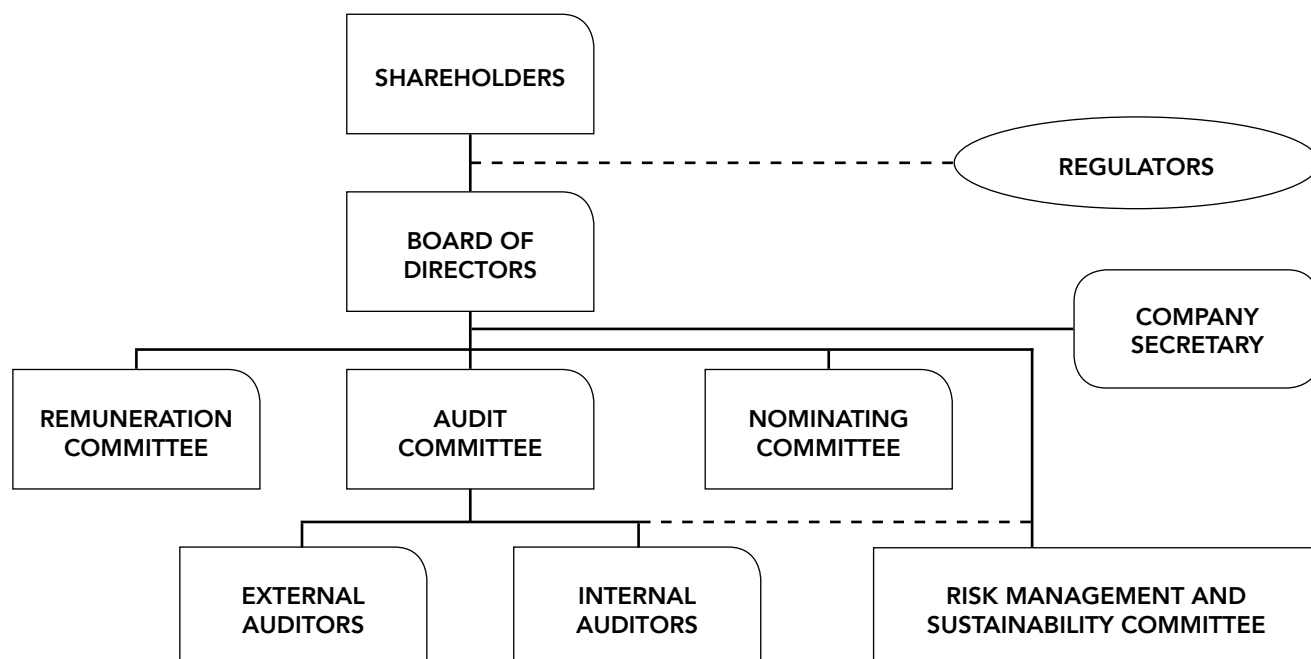 SHAREHOLDERS
REGULATORS
BOARD OF
DIRECTORS
COMPANY
SECRETARY
REMUNERATION
COMMITTEE
AUDIT
COMMITTEE
NOMINATING
COMMITTEE
EXTERNAL
AUDITORS
INTERNAL
AUDITORS
RISK MANAGEMENT AND
SUSTAINABILITY COMMITTEE